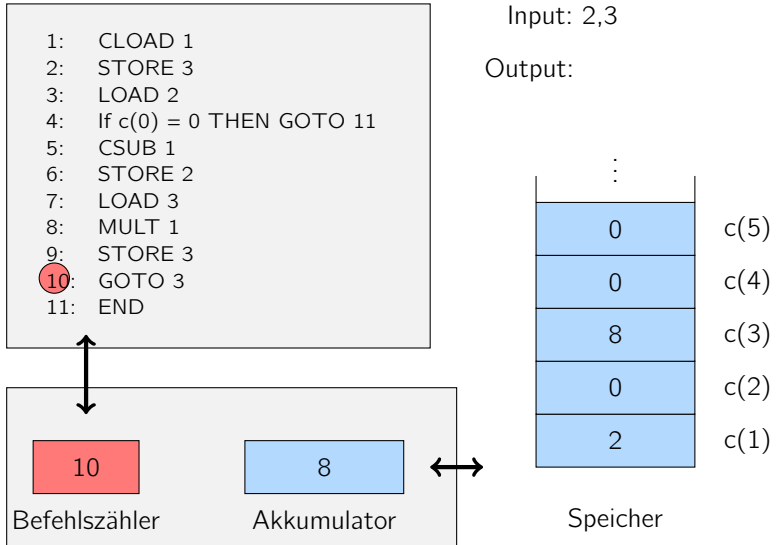 Input: 2,3
Output:
1: CLOAD 1
2: STORE 3
3: LOAD 2
4: If c(0) = 0 THEN GOTO 11
5: CSUB 1
6: STORE 2
7: LOAD 3
8: MULT 1
9: STORE 3
10: GOTO 3
11: END
⋮
0 c(5)
0 c(4)
8 c(3)
0 c(2)
2 c(1)
10 8
Befehlszähler Akkumulator Speicher